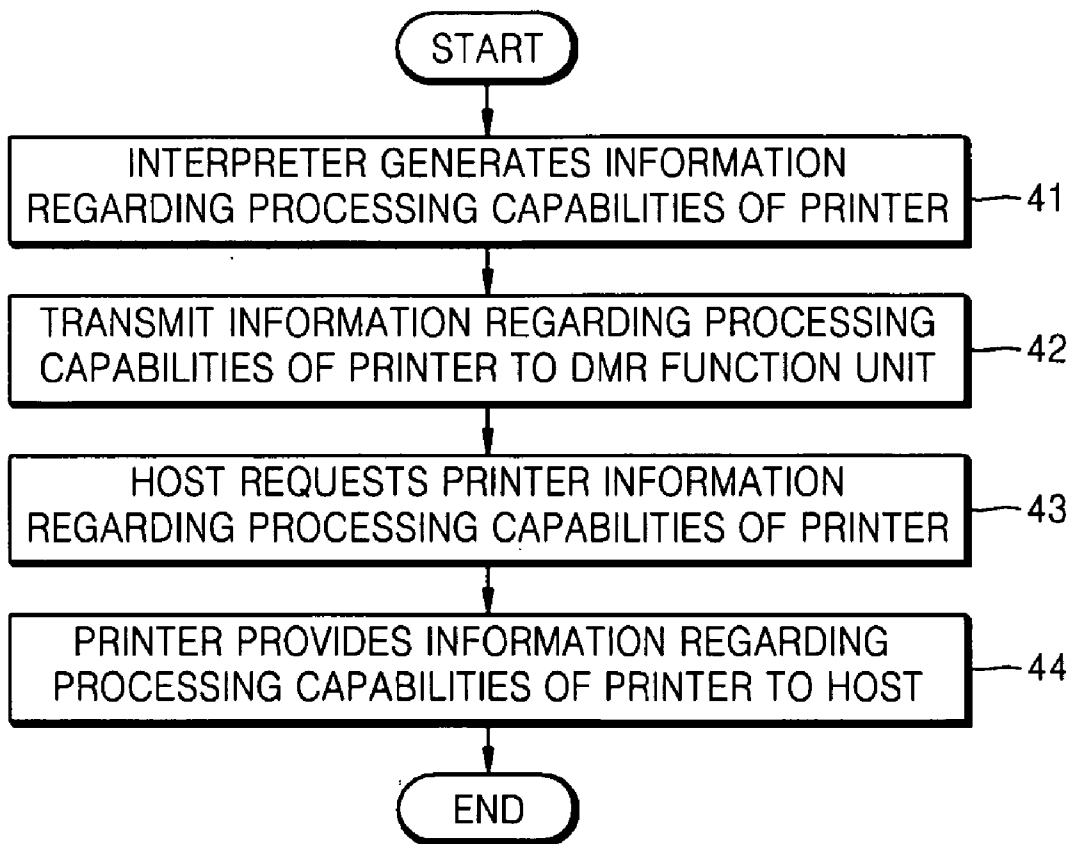 START
INTERPRETER GENERATES INFORMATION
REGARDING PROCESSING CAPABILITIES OF PRINTER
41
TRANSMIT INFORMATION REGARDING PROCESSING
CAPABILITIES OF PRINTER TO DMR FUNCTION UNIT
42
HOST REQUESTS PRINTER INFORMATION
REGARDING PROCESSING CAPABILITIES OF PRINTER
43
PRINTER PROVIDES INFORMATION REGARDING
PROCESSING CAPABILITIES OF PRINTER TO HOST
44
END